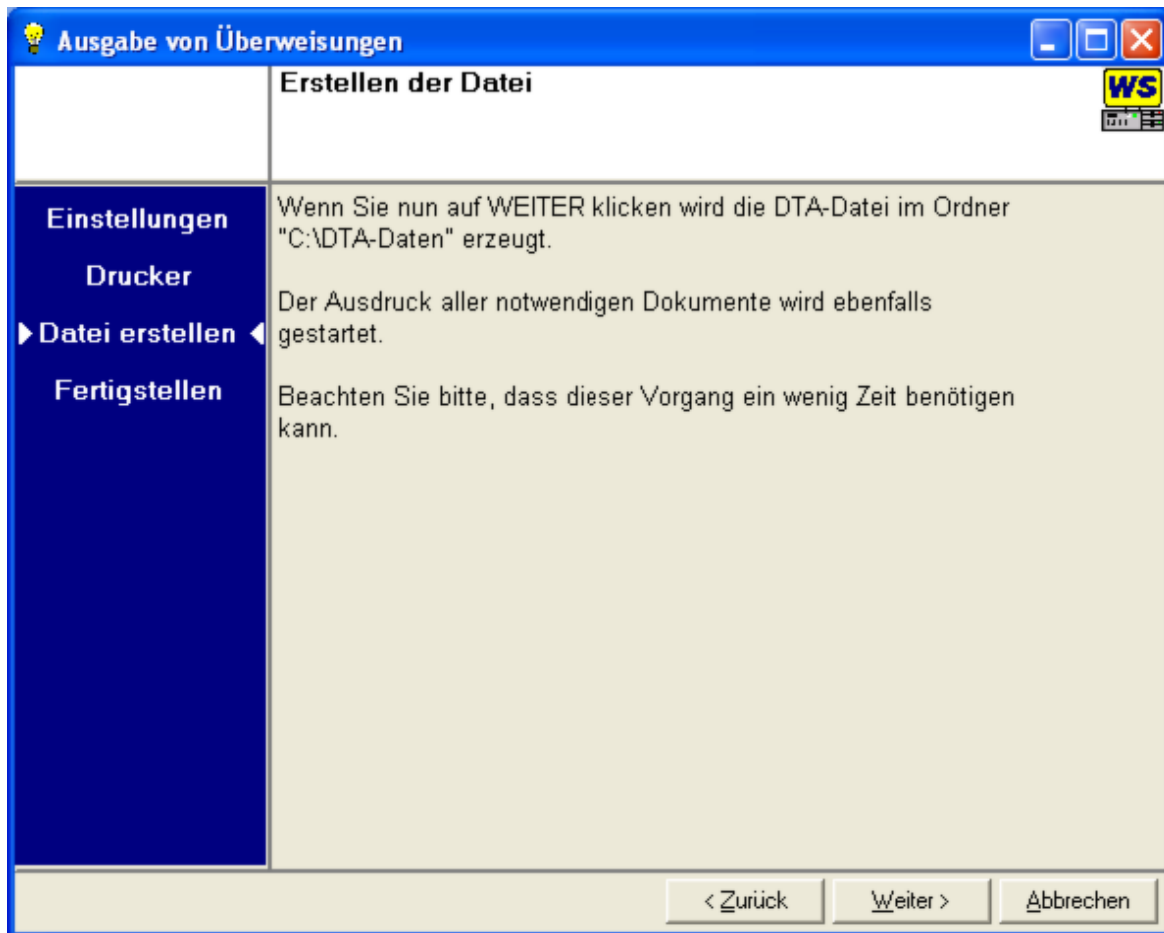 Ausgabe von Überweisungen
Erstellen der Datei
WS
Einstellungen
Drucker
Datei erstellen
Fertigstellen
Wenn Sie nun auf WEITER klicken wird die DTA-Datei im Ordner
"C:\DTA-Daten" erzeugt.
Der Ausdruck aller notwendigen Dokumente wird ebenfalls
gestartet.
Beachten Sie bitte, dass dieser Vorgang ein wenig Zeit benötigen
kann.
< Zurück
Weiter >
Abbrechen